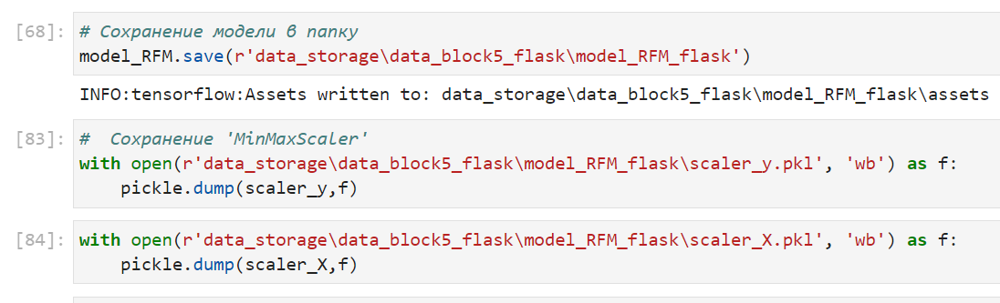 [68]: # Сохранение модели в папку
model_RFM.save(r'data_storage\data_block5_flask\model_RFM_flask')
INFO:tensorflow:Assets written to: data_storage\data_block5_flask\model_RFM_flask\assets
[83]: #  Сохранение 'MinMaxScaler'
with open(r'data_storage\data_block5_flask\model_RFM_flask\scaler_y.pkl', 'wb') as f:
    pickle.dump(scaler_y,f)
[84]: with open(r'data_storage\data_block5_flask\model_RFM_flask\scaler_X.pkl', 'wb') as f:
    pickle.dump(scaler_X,f)